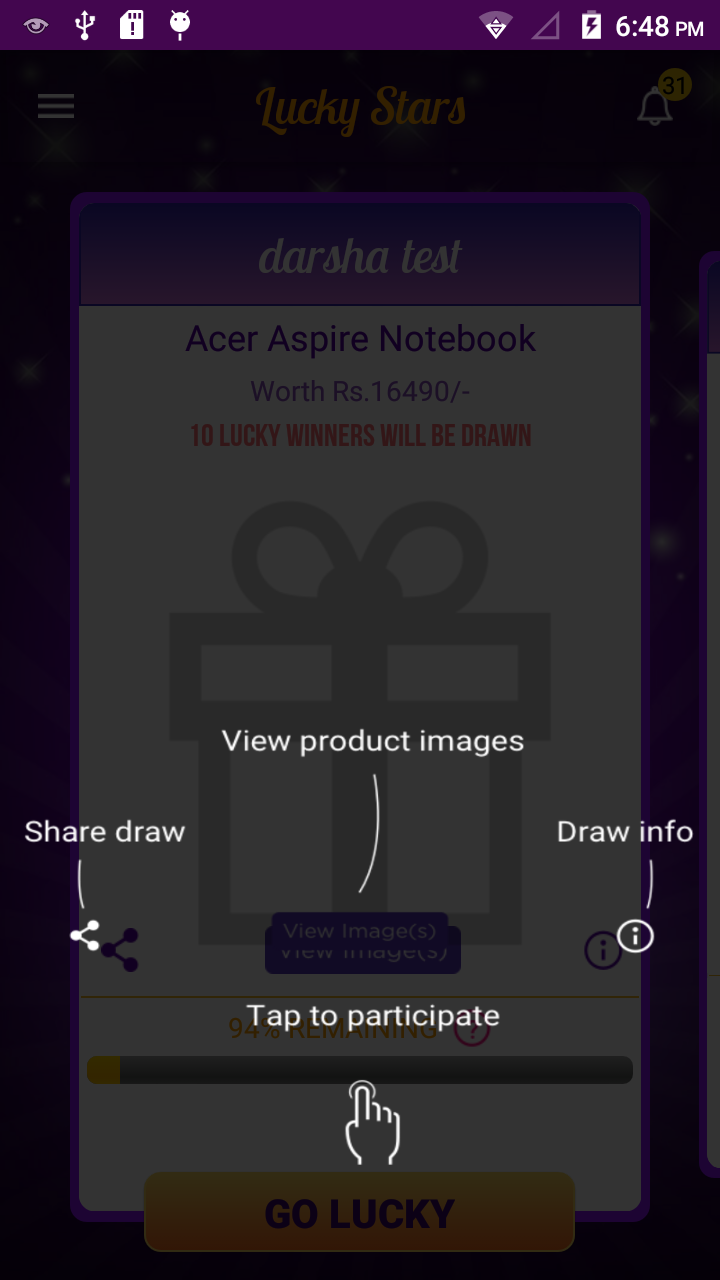 6:48 PM
Lucky Stars
31
darsha test
Acer Aspire Notebook
Worth Rs.16490/-
10 LUCKY WINNERS WILL BE DRAWN
View product images
Share draw
Draw info
View Image(s)
View Image(s)
Tap to participate
94% REMAINING ?
GO LUCKY